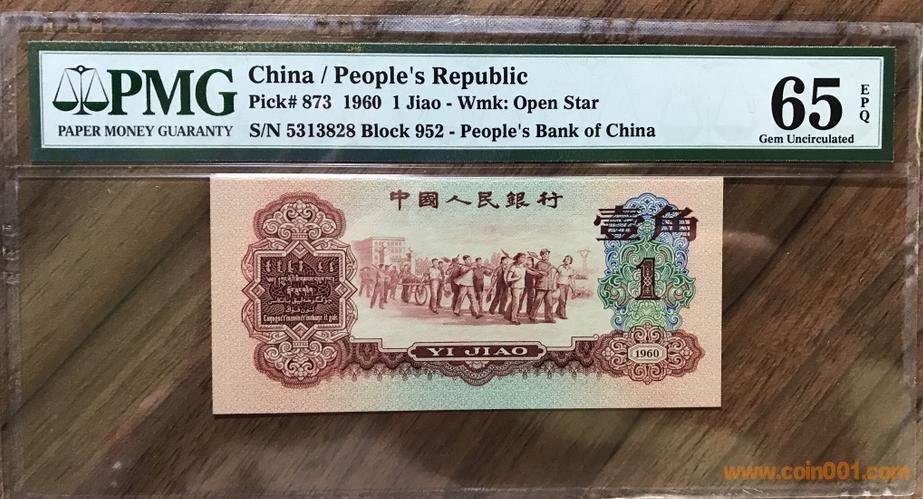 PMG
PAPER MONEY GUARANTY
China / People's Republic
Pick# 873 1960 1 Jiao - Wmk: Open Star
S/N 5313828 Block 952 - People's Bank of China
65
EPQ
Gem Uncirculated
中國人民銀行
壹角
1
YI JIAO
1960
www.coin001.com